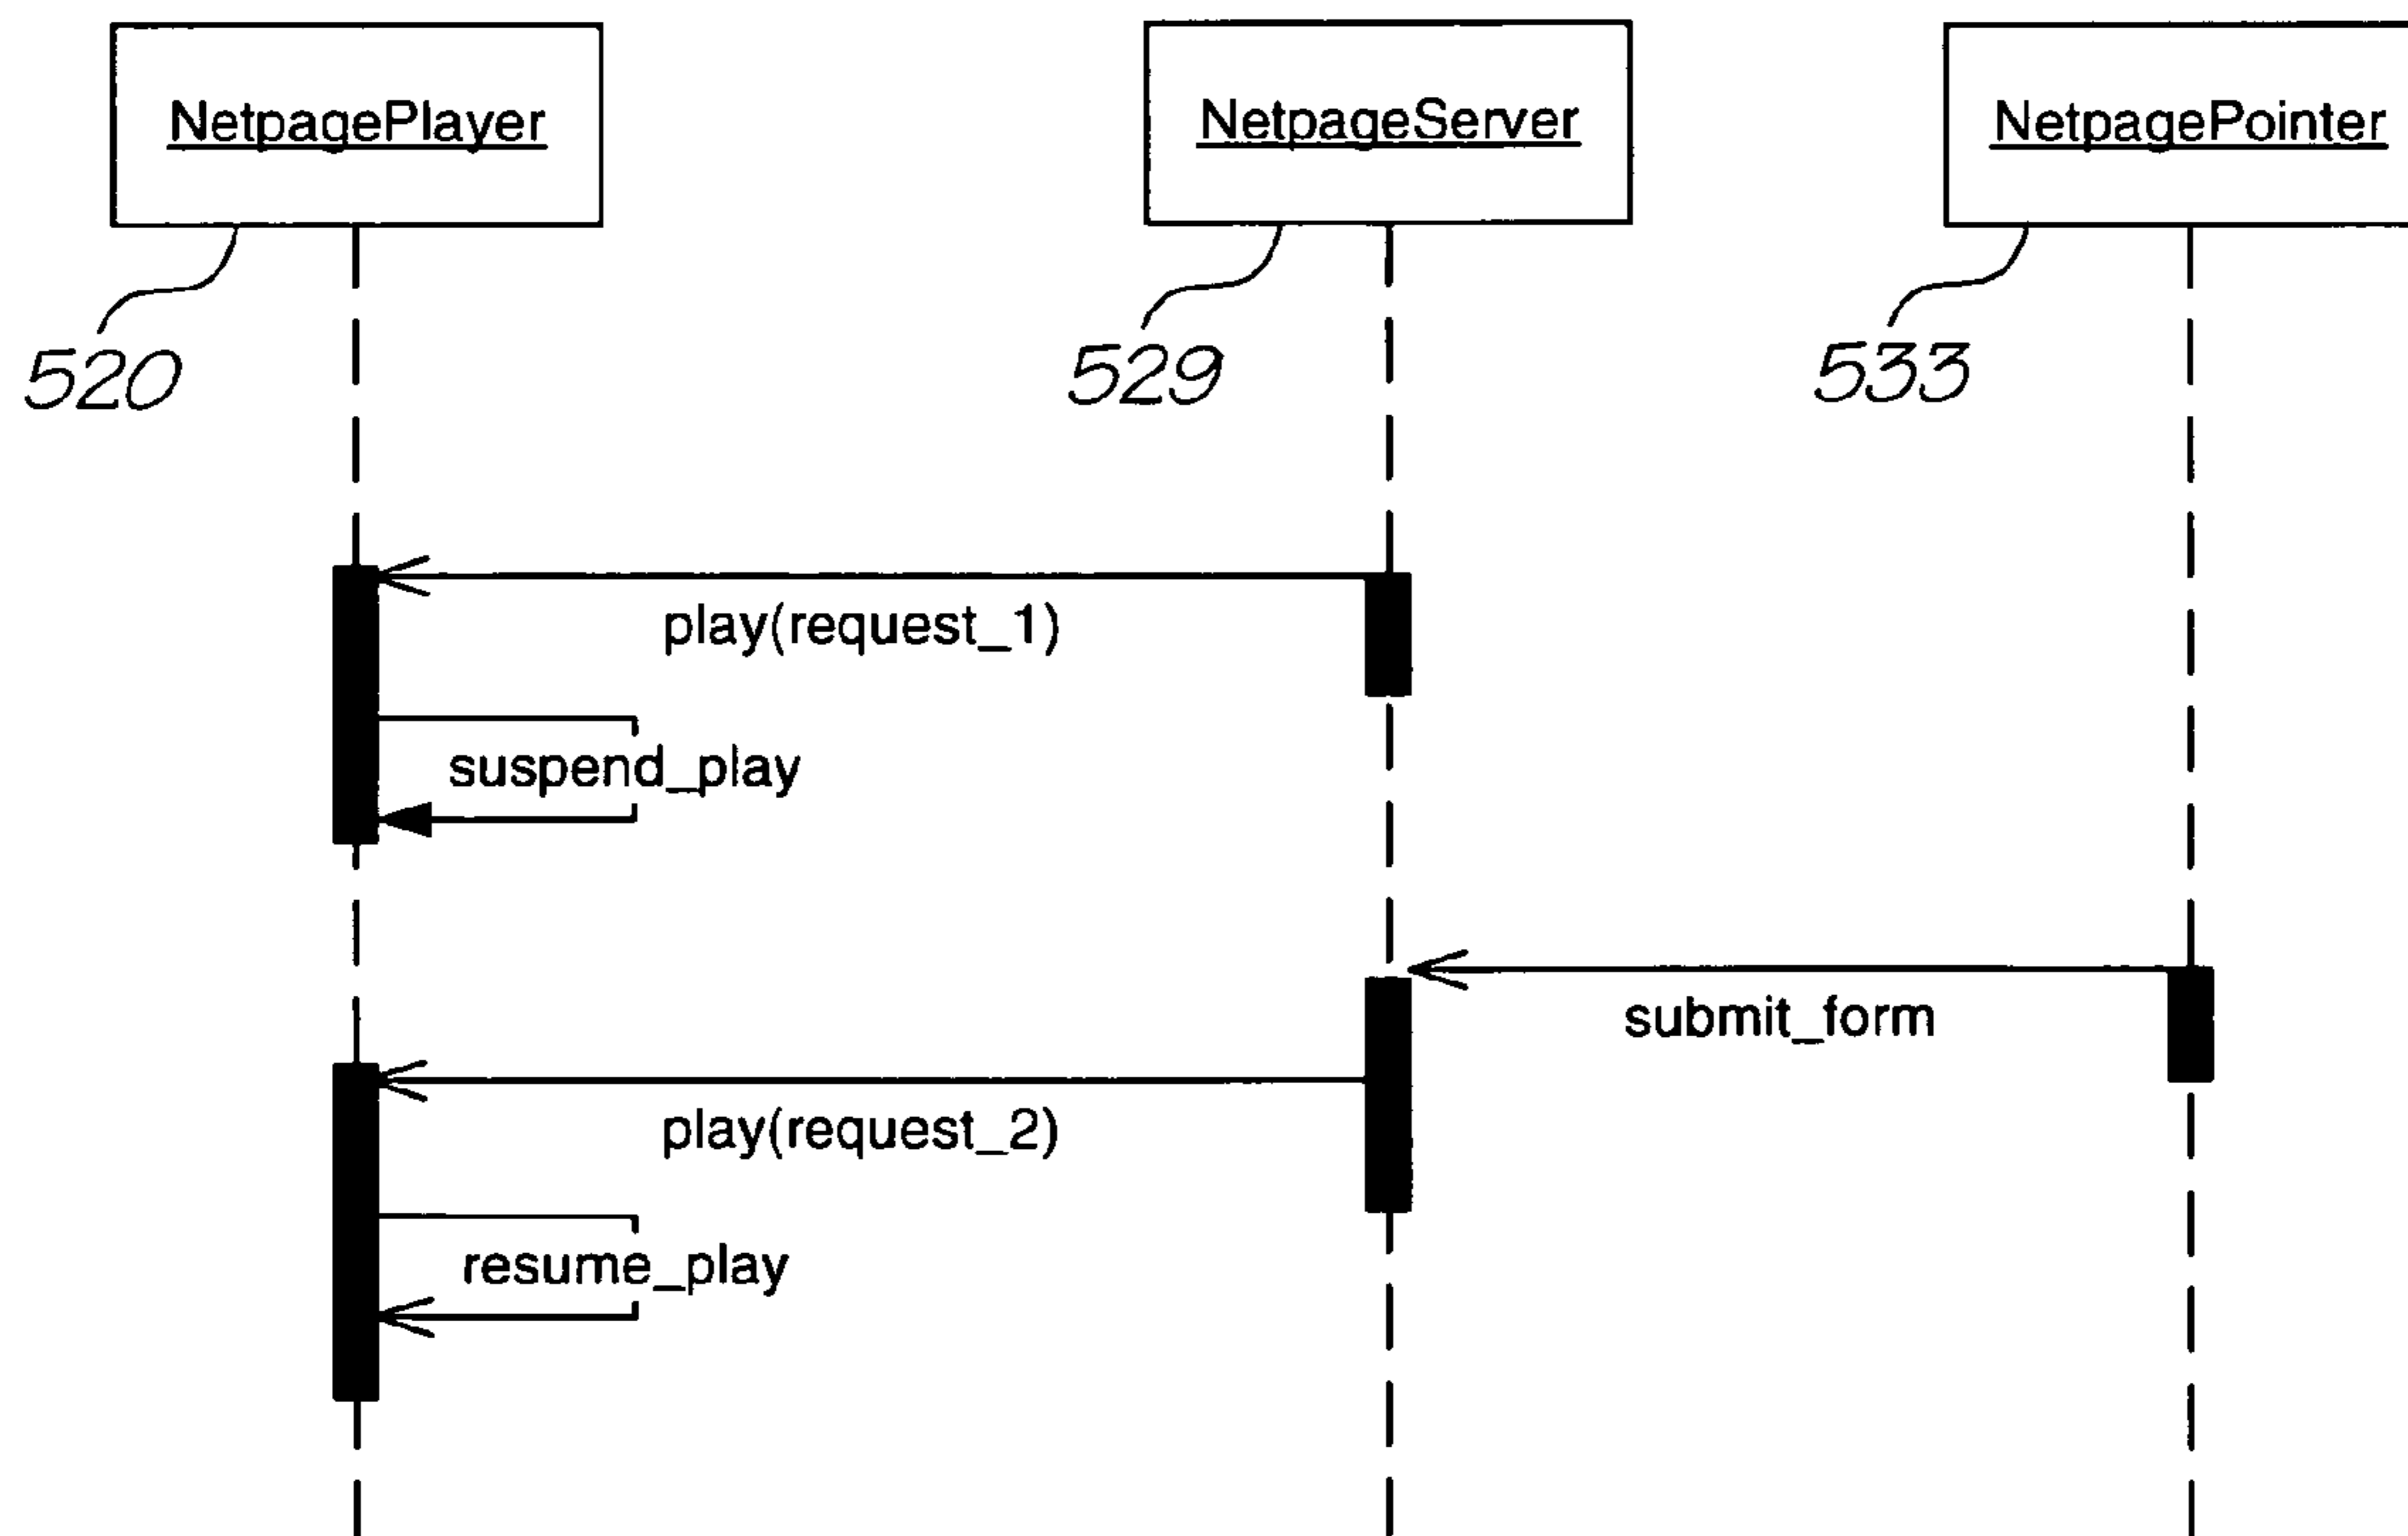 NetpagePlayer
NetpageServer
NetpagePointer
520
529
533
play(request_1)
suspend_play
submit_form
play(request_2)
resume_play